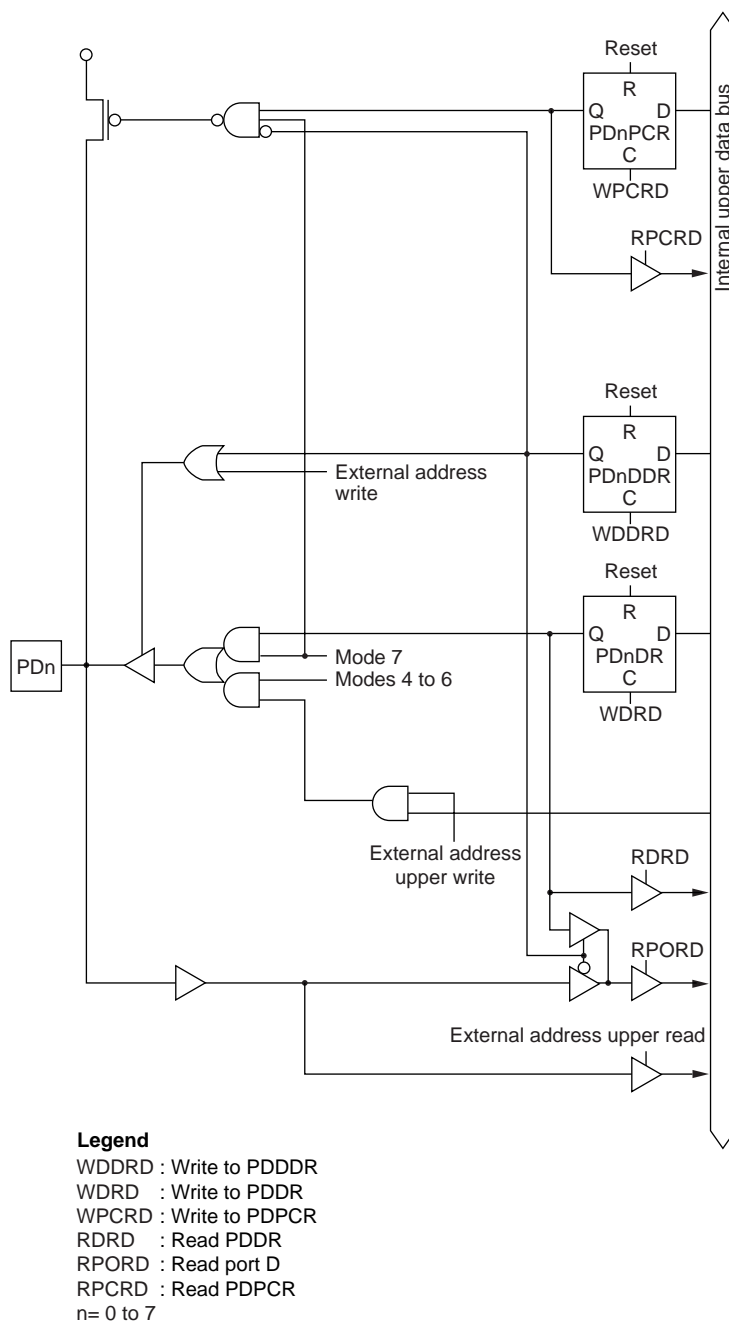 Reset
R
Q D
PDnPCR
C
WPCRD
RPCRD
Internal upper data bus
Reset
R
Q D
PDnDDR
C
WDDRD
External address
write
Reset
R
Q D
PDnDR
C
WDRD
PDn
Mode 7
Modes 4 to 6
External address
upper write
RDRD
RPORD
External address upper read
Legend
WDDRD : Write to PDDDR
WDRD : Write to PDDR
WPCRD : Write to PDPCR
RDRD : Read PDDR
RPORD : Read port D
RPCRD : Read PDPCR
n= 0 to 7